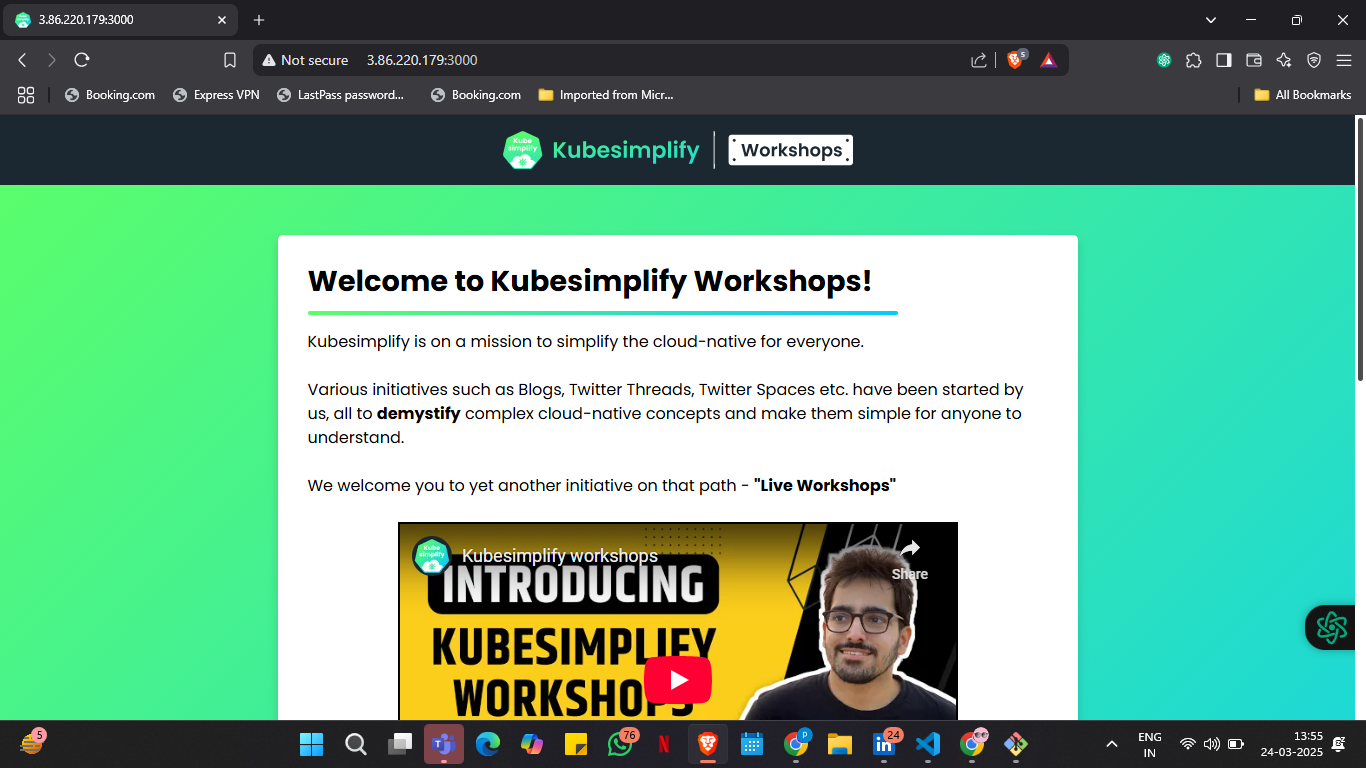 3.86.220.179:3000
Not secure 3.86.220.179:3000
5
Booking.com Express VPN LastPass password... Booking.com Imported from Micr... All Bookmarks
Kube simplify Kubesimplify Workshops
Welcome to Kubesimplify Workshops!
Kubesimplify is on a mission to simplify the cloud-native for everyone.
Various initiatives such as Blogs, Twitter Threads, Twitter Spaces etc. have been started by
us, all to demystify complex cloud-native concepts and make them simple for anyone to
understand.
We welcome you to yet another initiative on that path - "Live Workshops"
Kube simplify Kubesimplify workshops
Share
INTRODUCING
KUBESIMPLIFY
WORKSHOPS
5 76 P 24 ENG 13:55
IN 24-03-2025